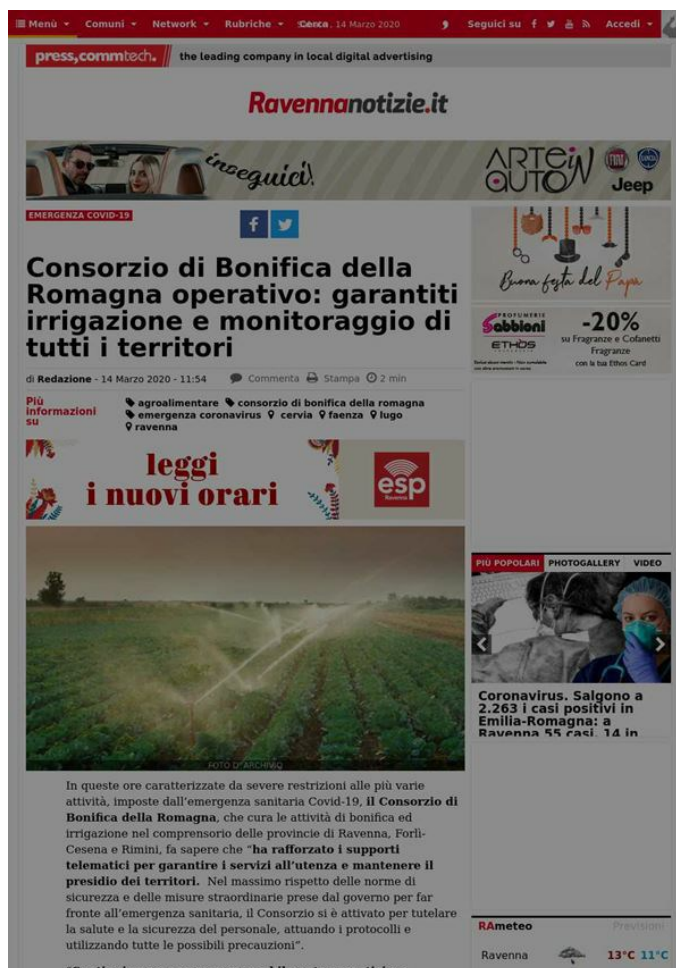 Menù Comuni Network Rubriche , 14 Marzo 2020 Seguici su Accedi
press,commtech. the leading company in local digital advertising
Ravennanotizie.it
inseguici!
ARTE in AUTO
FIAT
LANCIA
Jeep
EMERGENZA COVID-19
Consorzio di Bonifica della
Romagna operativo: garantiti
irrigazione e monitoraggio di
tutti i territori
di Redazione - 14 Marzo 2020 - 11:54 Commenta Stampa 2 min
Più
informazioni
su
agroalimentare consorzio di bonifica della romagna
emergenza coronavirus cervia faenza lugo
ravenna
leggi
i nuovi orari
esp
Ravenna
FOTO D'ARCHIVIO
In queste ore caratterizzate da severe restrizioni alle più varie
attività, imposte dall'emergenza sanitaria Covid-19, il Consorzio di
Bonifica della Romagna, che cura le attività di bonifica ed
irrigazione nel comprensorio delle provincie di Ravenna, Forlì-
Cesena e Rimini, fa sapere che “ha rafforzato i supporti
telematici per garantire i servizi all'utenza e mantenere il
presidio dei territori. Nel massimo rispetto delle norme di
sicurezza e delle misure straordinarie prese dal governo per far
fronte all'emergenza sanitaria, il Consorzio si è attivato per tutelare
la salute e la sicurezza del personale, attuando i protocolli e
utilizzando tutte le possibili precauzioni”.
Buona festa del Papà
PROFUMERIE
Sabbioni
ETHOS
-20%
su Fragranze e Cofanetti
Fragranze
con la tua Ethos Card
PIÙ POPOLARI PHOTOGALLERY VIDEO
Coronavirus. Salgono a
2.263 i casi positivi in
Emilia-Romagna: a
Ravenna 55 casi, 14 in
RAmeteo Previsioni
Ravenna 13°C 11°C